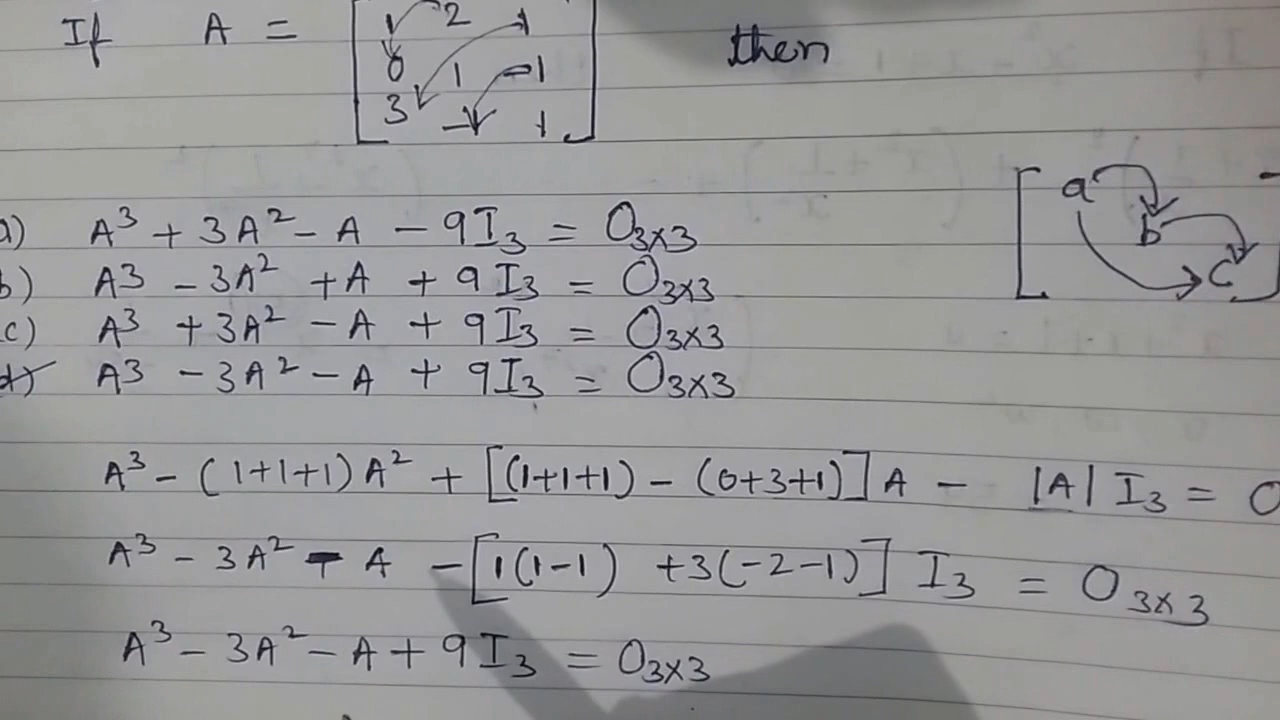 If A = [ 1 2 1
0 1 -1
3 -1 1 ] then
[ a b c ]
a) A³ + 3A² - A - 9I₃ = O₃ₓ₃
b) A³ - 3A² + A + 9I₃ = O₃ₓ₃
c) A³ + 3A² - A + 9I₃ = O₃ₓ₃
d) A³ - 3A² - A + 9I₃ = O₃ₓ₃
A³ - (1+1+1)A² + [(1+1+1) - (0+3+1)]A - |A| I₃ = O
A³ - 3A² - A - [1(1-1) +3(-2-1)] I₃ = O₃ₓ₃
A³ - 3A² - A + 9I₃ = O₃ₓ₃